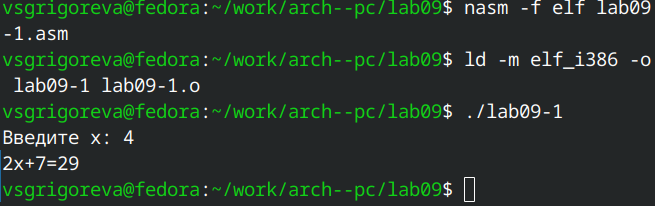 vsgrigoreva@fedora:~/work/arch--pc/lab09$ nasm -f elf lab09
-1.asm
vsgrigoreva@fedora:~/work/arch--pc/lab09$ ld -m elf_i386 -o
 lab09-1 lab09-1.o
vsgrigoreva@fedora:~/work/arch--pc/lab09$ ./lab09-1
Введите x: 4
2x+7=29
vsgrigoreva@fedora:~/work/arch--pc/lab09$